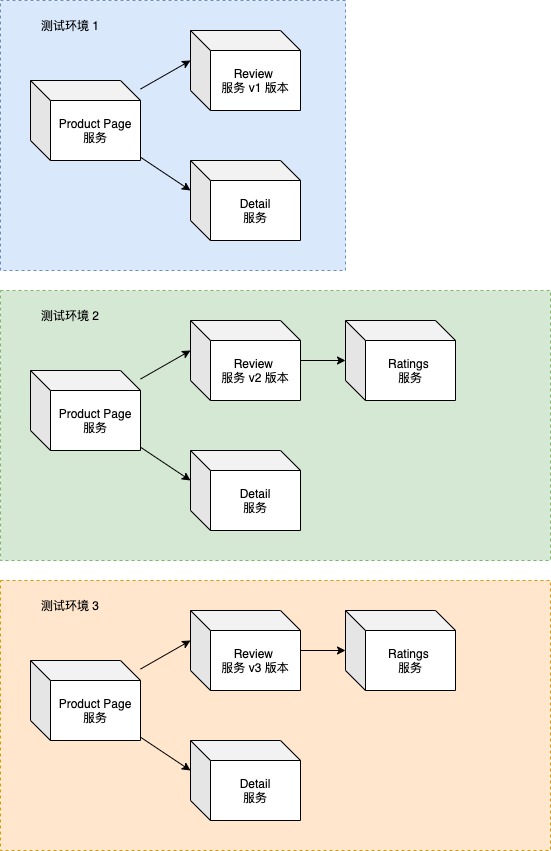 测试环境 1
Review
服务 v1 版本
Product Page
服务
Detail
服务
测试环境 2
Review
服务 v2 版本
Ratings
服务
Product Page
服务
Detail
服务
测试环境 3
Review
服务 v3 版本
Ratings
服务
Product Page
服务
Detail
服务